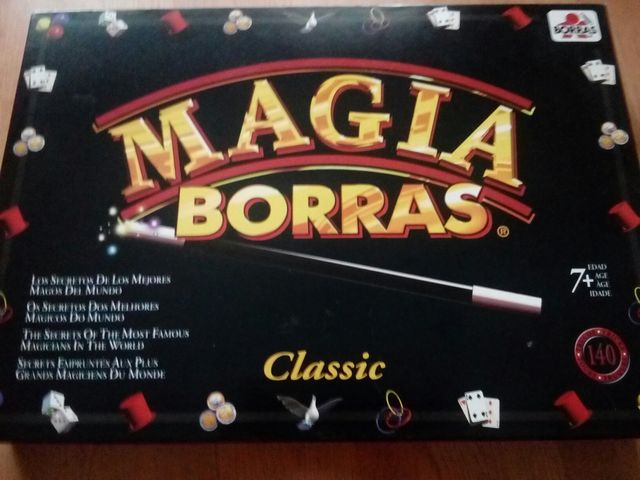 BORRAS
MAGIA
BORRAS®
LOS SECRETOS DE LOS MEJORES
MAGOS DEL MUNDO
OS SECRETOS DOS MELHORES
MÁGICOS DO MUNDO
THE SECRETS OF THE MOST FAMOUS
MAGICIANS IN THE WORLD
SECRETS EMPRUNTÉS AUX PLUS
GRANDS MAGICIENS DU MONDE
7+
EDAD
AGE
ÂGE
IDADE
140
Classic